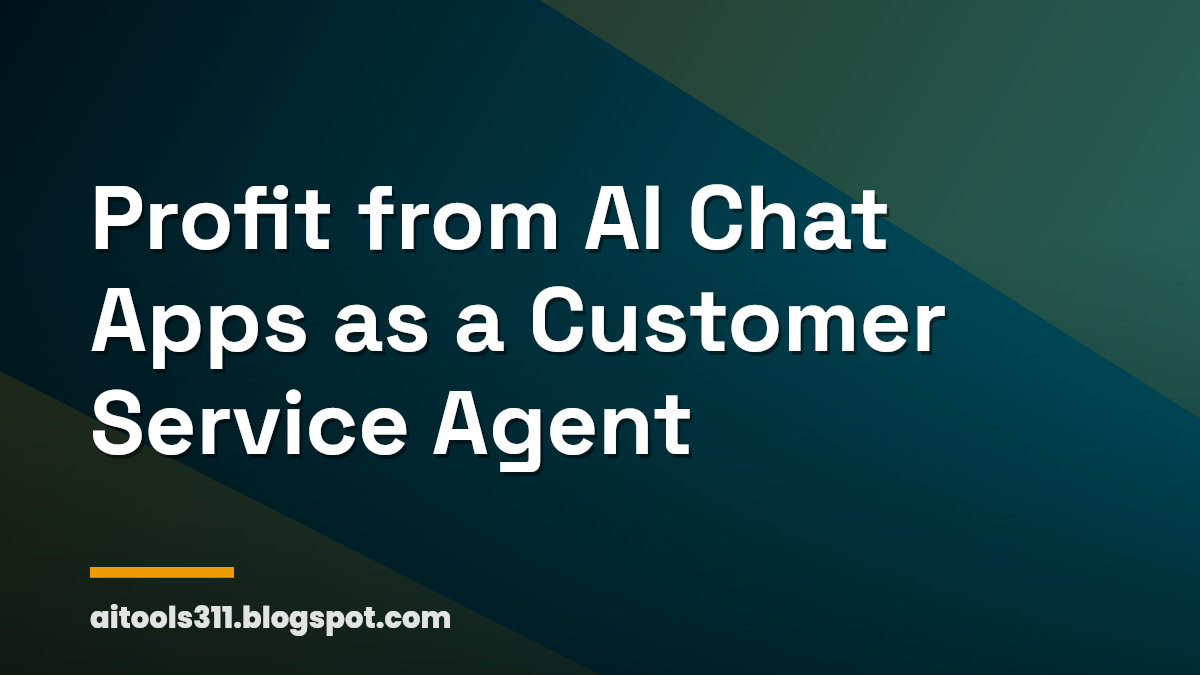 Profit from AI Chat
Apps as a Customer
Service Agent
aitools311.blogspot.com